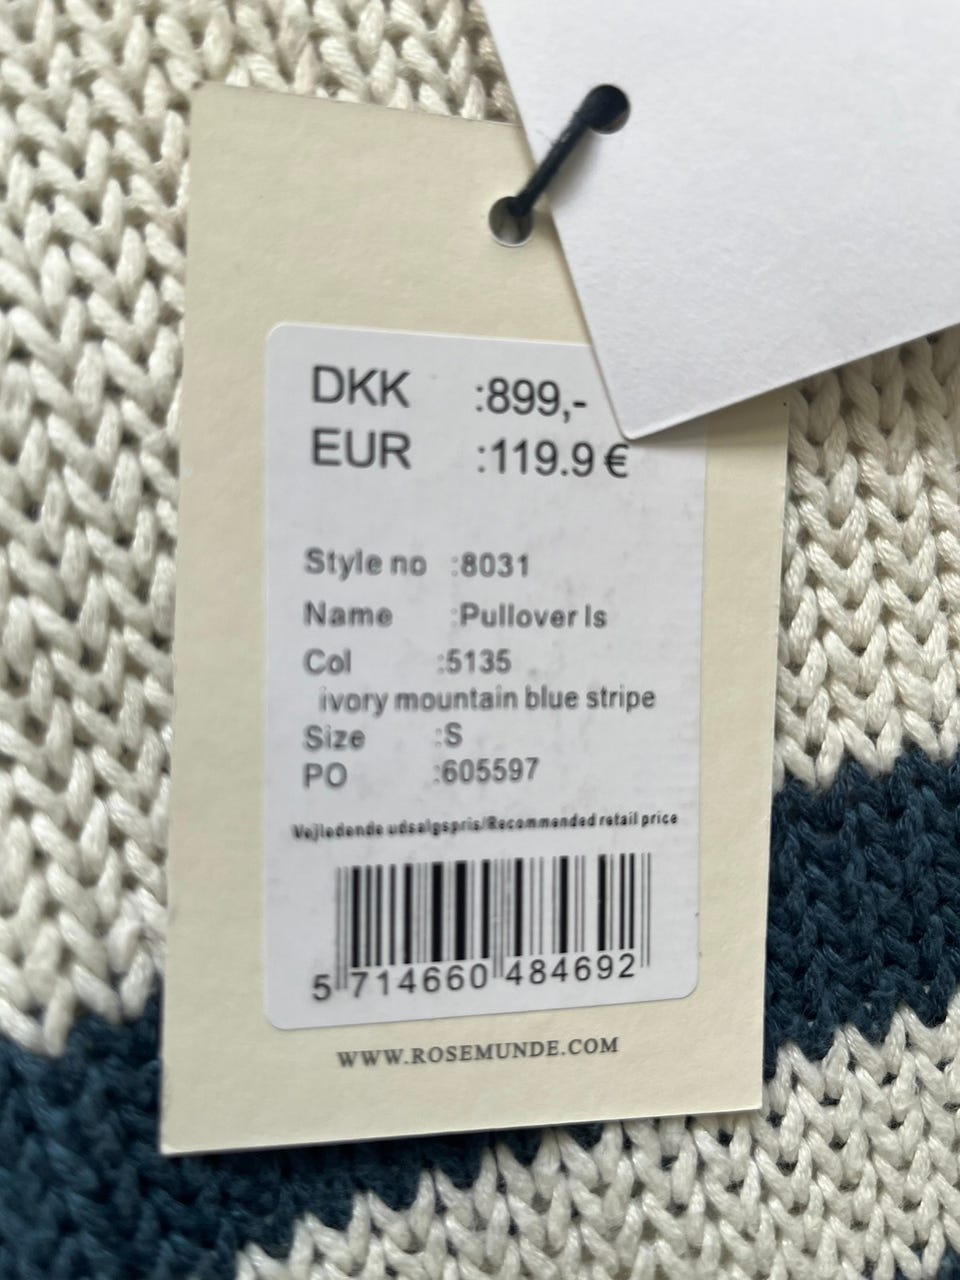 DKK :899,-
EUR :119.9 €
Style no :8031
Name :Pullover ls
Col :5135
ivory mountain blue stripe
Size :S
PO :605597
Vejledende udsalgspris/Recommended retail price
5 714660 484692
WWW.ROSEMUNDE.COM